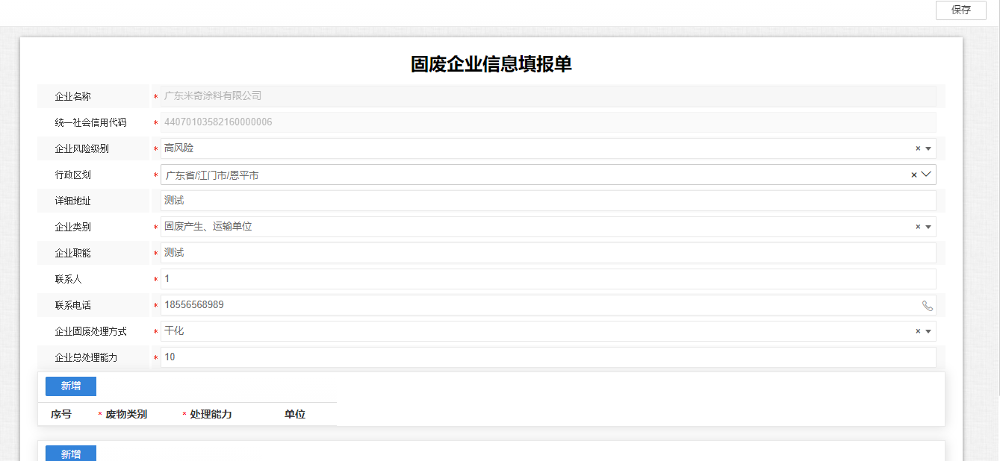 保存
固废企业信息填报单
企业名称 * 广东米奇涂料有限公司
统一社会信用代码 * 44070103582160000006
企业风险级别 * 高风险 ×
行政区划 * 广东省/江门市/恩平市 ×
详细地址 测试
企业类别 * 固废产生、运输单位 ×
企业职能 * 测试
联系人 * 1
联系电话 * 18556568989
企业固废处理方式 * 干化 ×
企业总处理能力 * 10
新增
序号 * 废物类别 * 处理能力 单位
新增